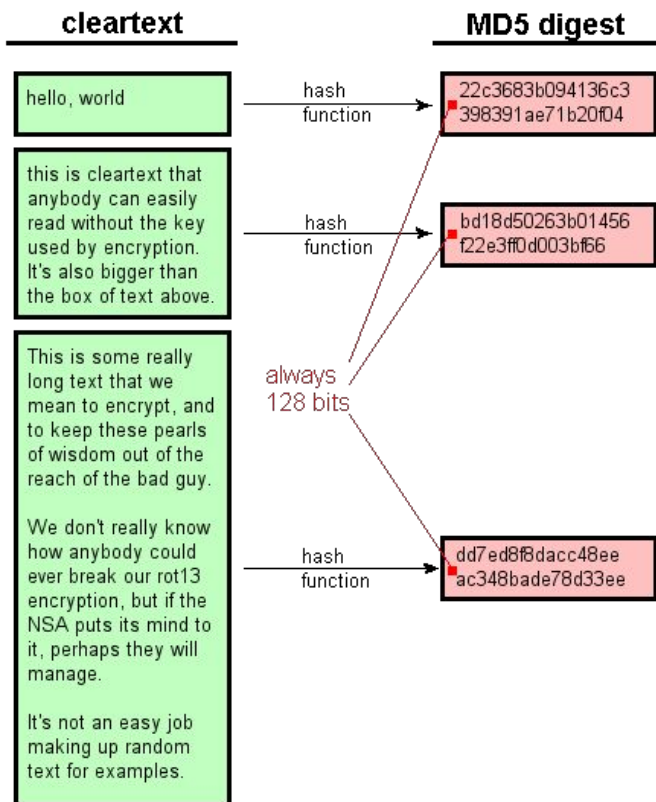 cleartext
MD5 digest
hello, world
hash
function
22c3683b094136c3
398391ae71b20f04
this is cleartext that
anybody can easily
read without the key
used by encryption.
It's also bigger than
the box of text above.
hash
function
bd18d50263b01456
f22e3ff0d003bf66
always
128 bits
This is some really
long text that we
mean to encrypt, and
to keep these pearls
of wisdom out of the
reach of the bad guy.
We don't really know
how anybody could
ever break our rot13
encryption, but if the
NSA puts its mind to
it, perhaps they will
manage.
It's not an easy job
making up random
text for examples.
hash
function
dd7ed8f8dacc48ee
ac348bade78d33ee